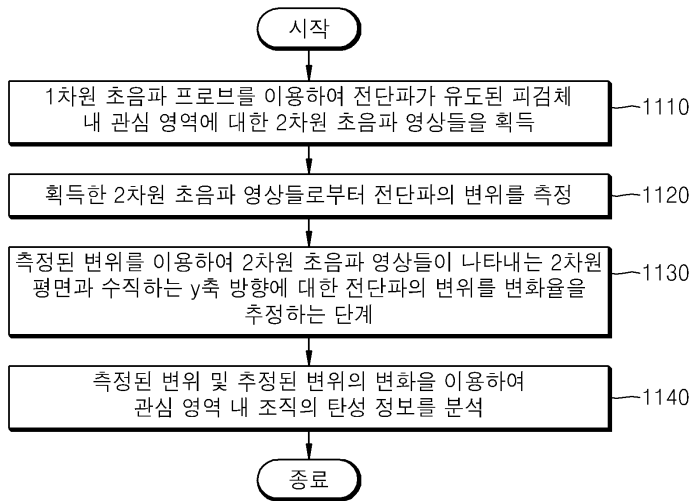 시작
1차원 초음파 프로브를 이용하여 전단파가 유도된 피검체
내 관심 영역에 대한 2차원 초음파 영상들을 획득
1110
획득한 2차원 초음파 영상들로부터 전단파의 변위를 측정
1120
측정된 변위를 이용하여 2차원 초음파 영상들이 나타내는 2차원
평면과 수직하는 y축 방향에 대한 전단파의 변위를 변화율을
추정하는 단계
1130
측정된 변위 및 추정된 변위의 변화을 이용하여
관심 영역 내 조직의 탄성 정보를 분석
1140
종료